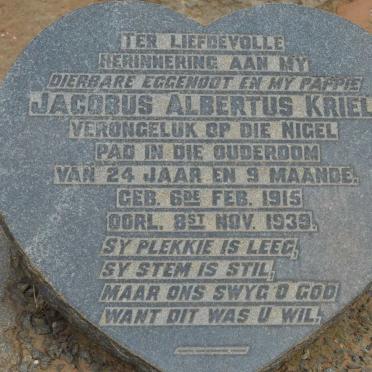 TER LIEFDEVOLLE
HERINNERING AAN MY
DIERBARE EGGENOOT EN MY PAPPIE
JACOBUS ALBERTUS KRIEL
VERONGELUK OP DIE NIGEL
PAD IN DIE OUDERDOM
VAN 24 JAAR EN 9 MAANDE.
GEB. 6DE FEB. 1915
OORL. 8ST NOV. 1939.
SY PLEKKIE IS LEEG,
SY STEM IS STIL,
MAAR ONS SWYG O GOD
WANT DIT WAS U WIL,